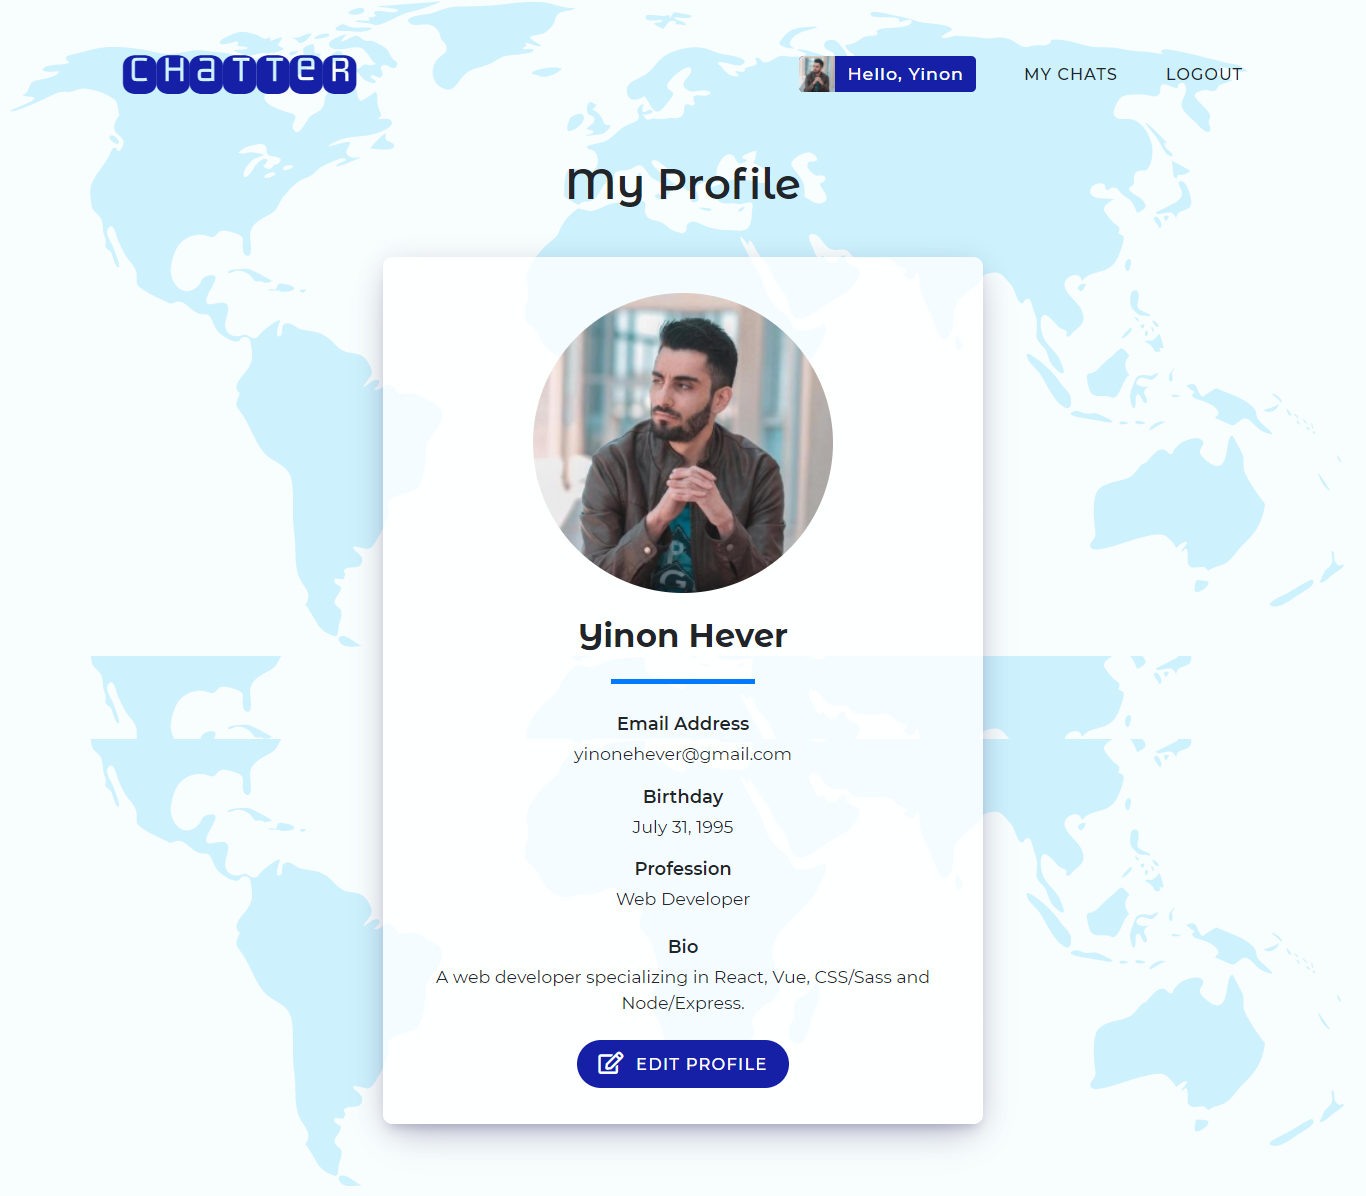 CHaTTeR
Hello, Yinon
MY CHATS
LOGOUT
My Profile
P
G
Yinon Hever
Email Address
yinonehever@gmail.com
Birthday
July 31, 1995
Profession
Web Developer
Bio
A web developer specializing in React, Vue, CSS/Sass and
Node/Express.
EDIT PROFILE